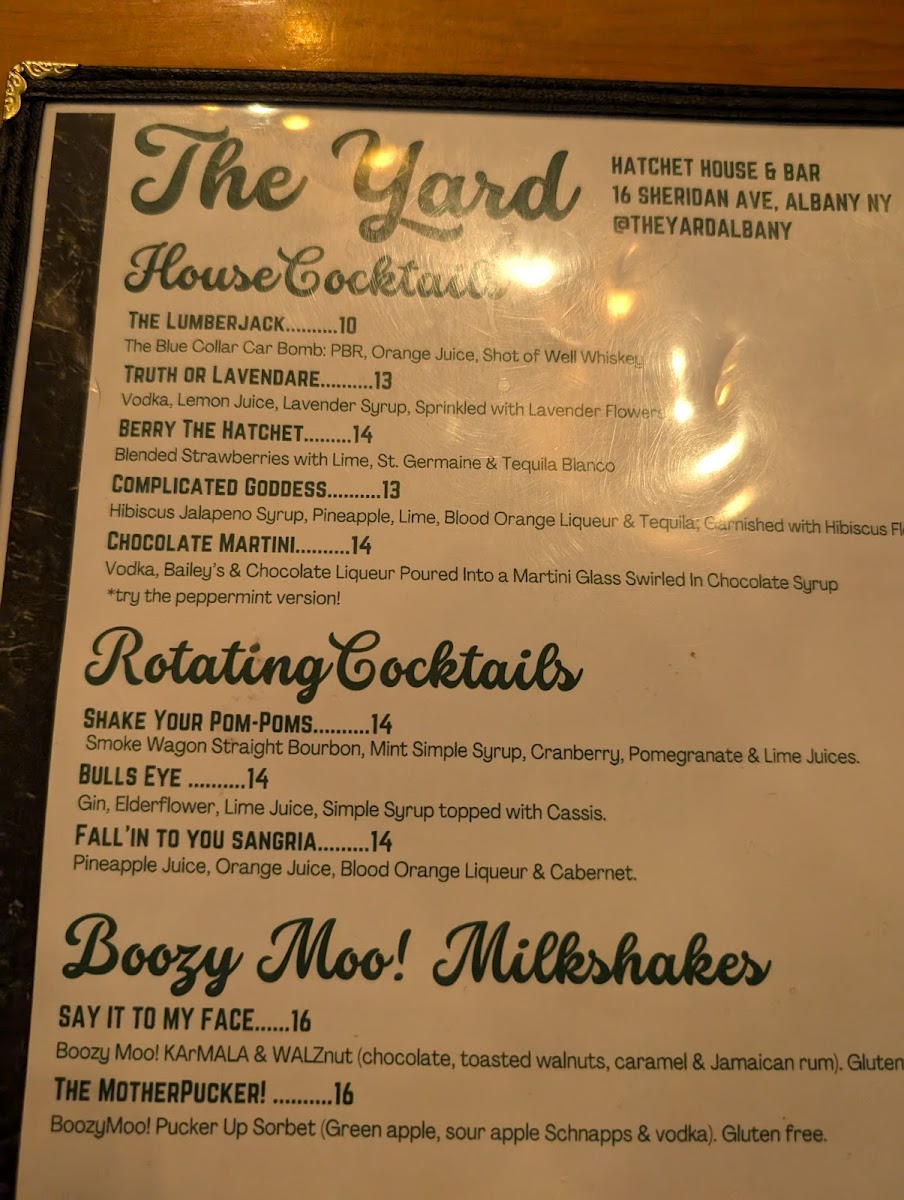 The Yard
HATCHET HOUSE & BAR
16 SHERIDAN AVE, ALBANY NY
@THEYARDALBANY
House Cocktails
THE LUMBERJACK..........10
The Blue Collar Car Bomb: PBR, Orange Juice, Shot of Well Whiskey
TRUTH OR LAVENDARE..........13
Vodka, Lemon Juice, Lavender Syrup, Sprinkled with Lavender Flowers
BERRY THE HATCHET.........14
Blended Strawberries with Lime, St. Germaine & Tequila Blanco
COMPLICATED GODDESS..........13
Hibiscus Jalapeno Syrup, Pineapple, Lime, Blood Orange Liqueur & Tequila; Garnished with Hibiscus
CHOCOLATE MARTINI..........14
Vodka, Bailey's & Chocolate Liqueur Poured Into a Martini Glass Swirled In Chocolate Syrup
*try the peppermint version!
Rotating Cocktails
SHAKE YOUR POM-POMS..........14
Smoke Wagon Straight Bourbon, Mint Simple Syrup, Cranberry, Pomegranate & Lime Juices.
BULLS EYE ..........14
Gin, Elderflower, Lime Juice, Simple Syrup topped with Cassis.
FALL'IN TO YOU SANGRIA.........14
Pineapple Juice, Orange Juice, Blood Orange Liqueur & Cabernet.
Boozy Moo! Milkshakes
SAY IT TO MY FACE......16
Boozy Moo! KArMALA & WALZnut (chocolate, toasted walnuts, caramel & Jamaican rum). Gluten
THE MOTHERPUCKER! ..........16
BoozyMoo! Pucker Up Sorbet (Green apple, sour apple Schnapps & vodka). Gluten free.